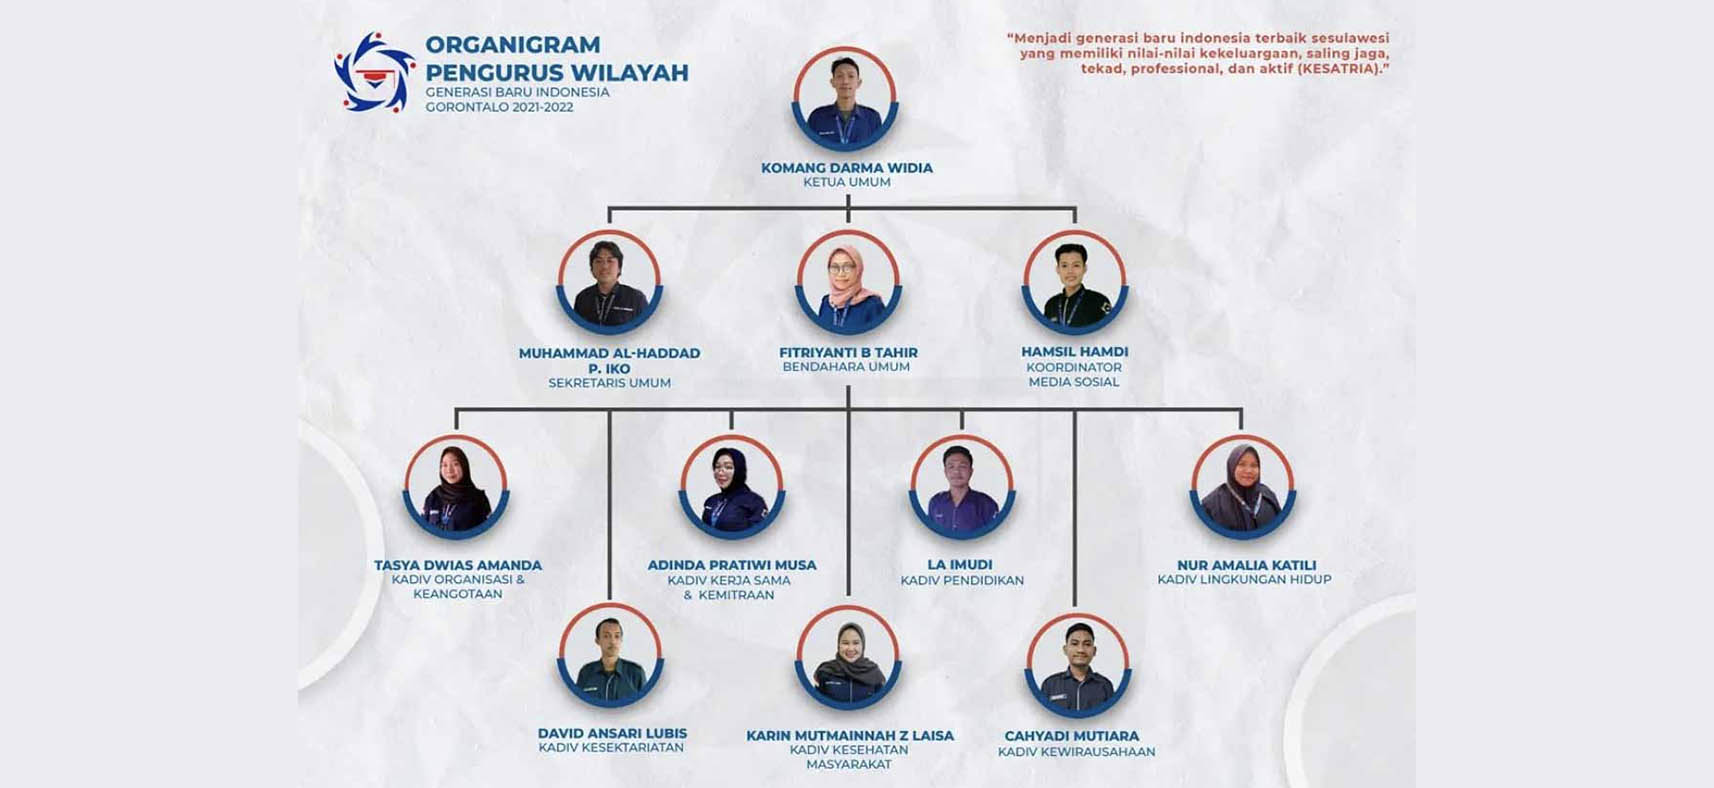 ORGANIGRAM
PENGURUS WILAYAH
GENERASI BARU INDONESIA
GORONTALO 2021-2022
“Menjadi generasi baru indonesia terbaik sesulawesi
yang memiliki nilai-nilai kekeluargaan, saling jaga,
tekad, professional, dan aktif (KESATRIA).”
KOMANG DARMA WIDIA
KETUA UMUM
MUHAMMAD AL-HADDAD
P. IKO
SEKRETARIS UMUM
FITRIYANTI B TAHIR
BENDAHARA UMUM
HAMSIL HAMDI
KOORDINATOR
MEDIA SOSIAL
TASYA DWIAS AMANDA
KADIV ORGANISASI &
KEANGOTAAN
ADINDA PRATIWI MUSA
KADIV KERJA SAMA
& KEMITRAAN
LA IMUDI
KADIV PENDIDIKAN
NUR AMALIA KATILI
KADIV LINGKUNGAN HIDUP
DAVID ANSARI LUBIS
KADIV KESEKTARIATAN
KARIN MUTMAINNAH Z LAISA
KADIV KESEHATAN
MASYARAKAT
CAHYADI MUTIARA
KADIV KEWIRAUSAHAAN